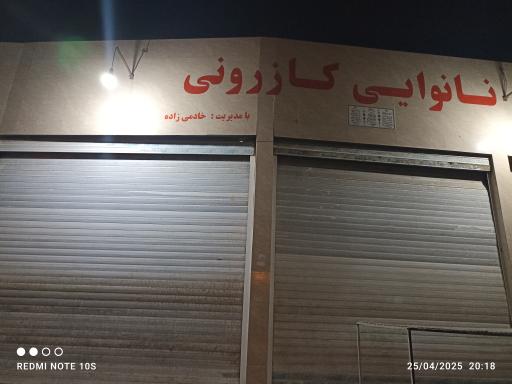 نانوایی کازرونی
با مدیریت : خادمی زاده
REDMI NOTE 10S
25/04/2025 20:18